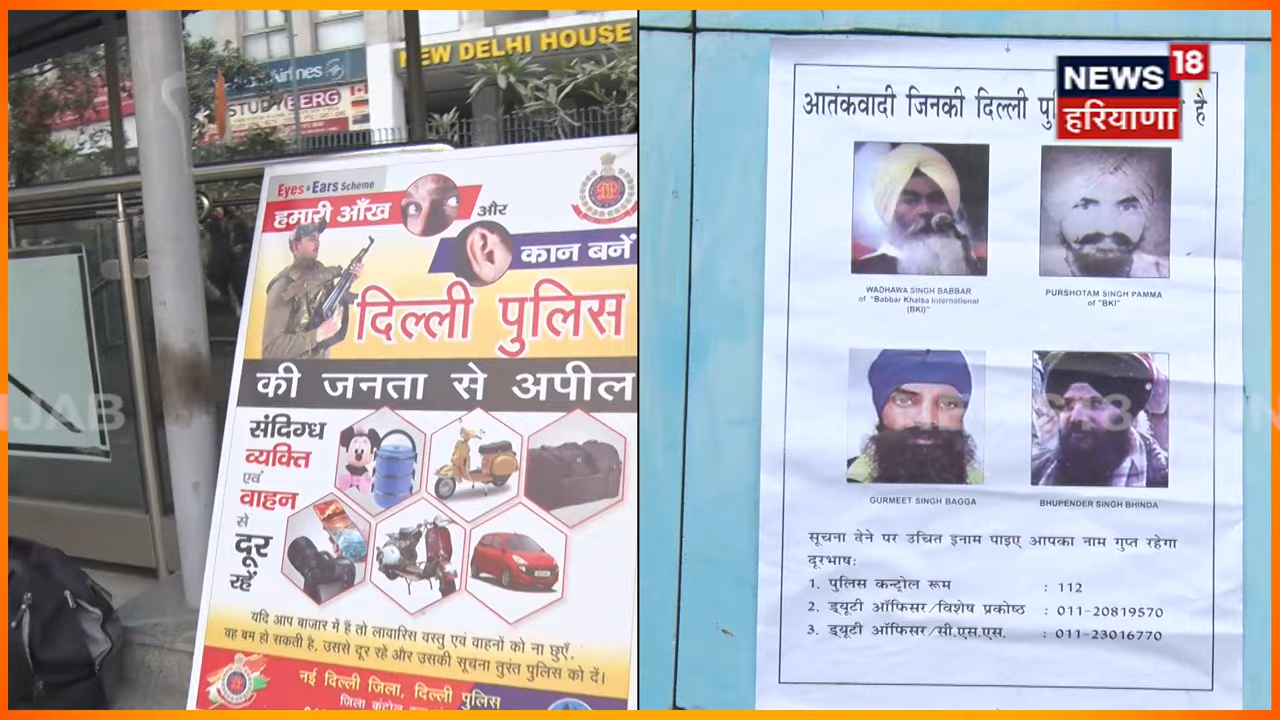 NEW DELHI HOUSE
Airlines
STUDYBERG
Eyes & Ears Scheme
हमारी आँख
और
कान बनें
दिल्ली पुलिस
की जनता से अपील
संदिग्ध
व्यक्ति
एवं
वाहन
से
दूर
रहें
यदि आप बाजार में हैं तो लावारिस वस्तु एवं वाहनों को ना छुएँ.
वह बम हो सकती है, उससे दूर रहें और उसकी सूचना तुरंत पुलिस को दें।
नई दिल्ली जिला, दिल्ली पुलिस
NEWS 18
हरियाणा
आतंकवादी जिनकी दिल्ली है
WADHAWA SINGH BABBAR
of "Babbar Khalsa International
(BKI)"
PURSHOTAM SINGH PAMMA
of "BKI"
GURMEET SINGH BAGGA
BHUPENDER SINGH BHINDA
सूचना देने पर उचित इनाम पाइए आपका नाम गुप्त रहेगा
दूरभाषः
1. पुलिस कन्ट्रोल रूम : 112
2. ड्यूटी ऑफिसर/विशेष प्रकोष्ठ : 011-20819570
3. ड्यूटी ऑफिसर/सी.एस.एस. : 011-23016770